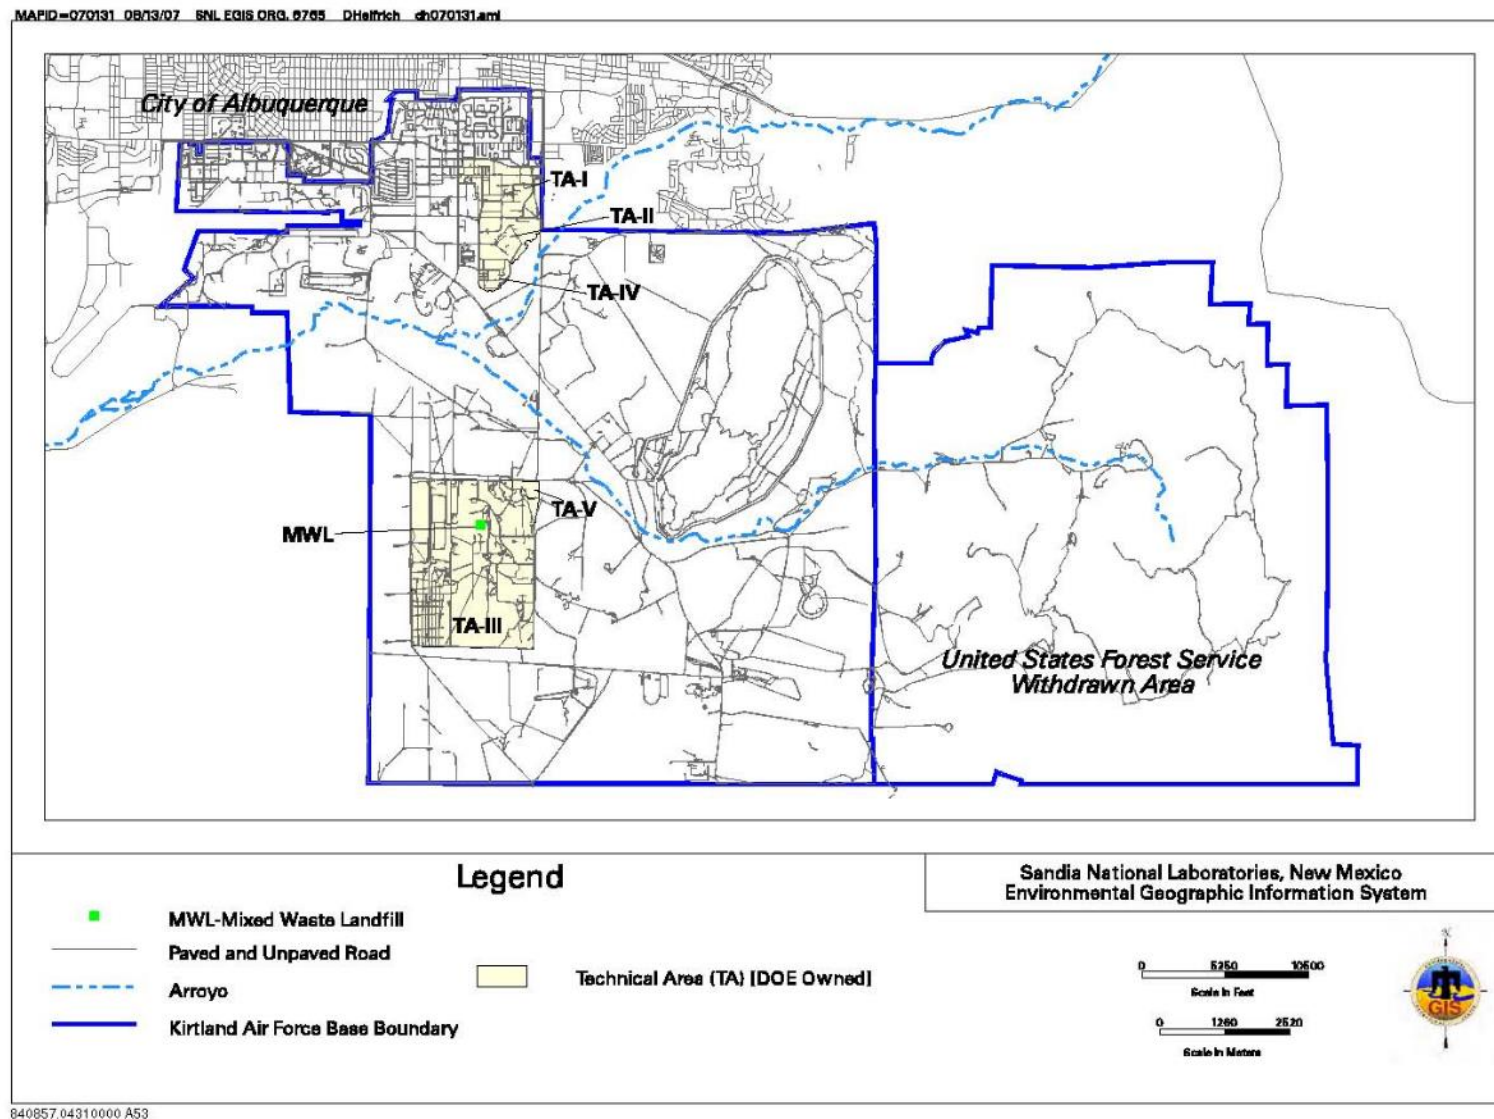 MAPID=070131 08/13/07 SNL EGIS ORG. 6765 DHelfrich dh070131.aml
City of Albuquerque
TA-I
TA-II
TA-IV
TA-V
MWL
TA-III
United States Forest Service
Withdrawn Area
Legend
MWL-Mixed Waste Landfill
Paved and Unpaved Road
Arroyo
Kirtland Air Force Base Boundary
Technical Area (TA) [DOE Owned]
Sandia National Laboratories, New Mexico
Environmental Geographic Information System
0 5250 10500
Scale in Feet
0 1260 2520
Scale in Meters
N
GIS
840857.04310000 A53